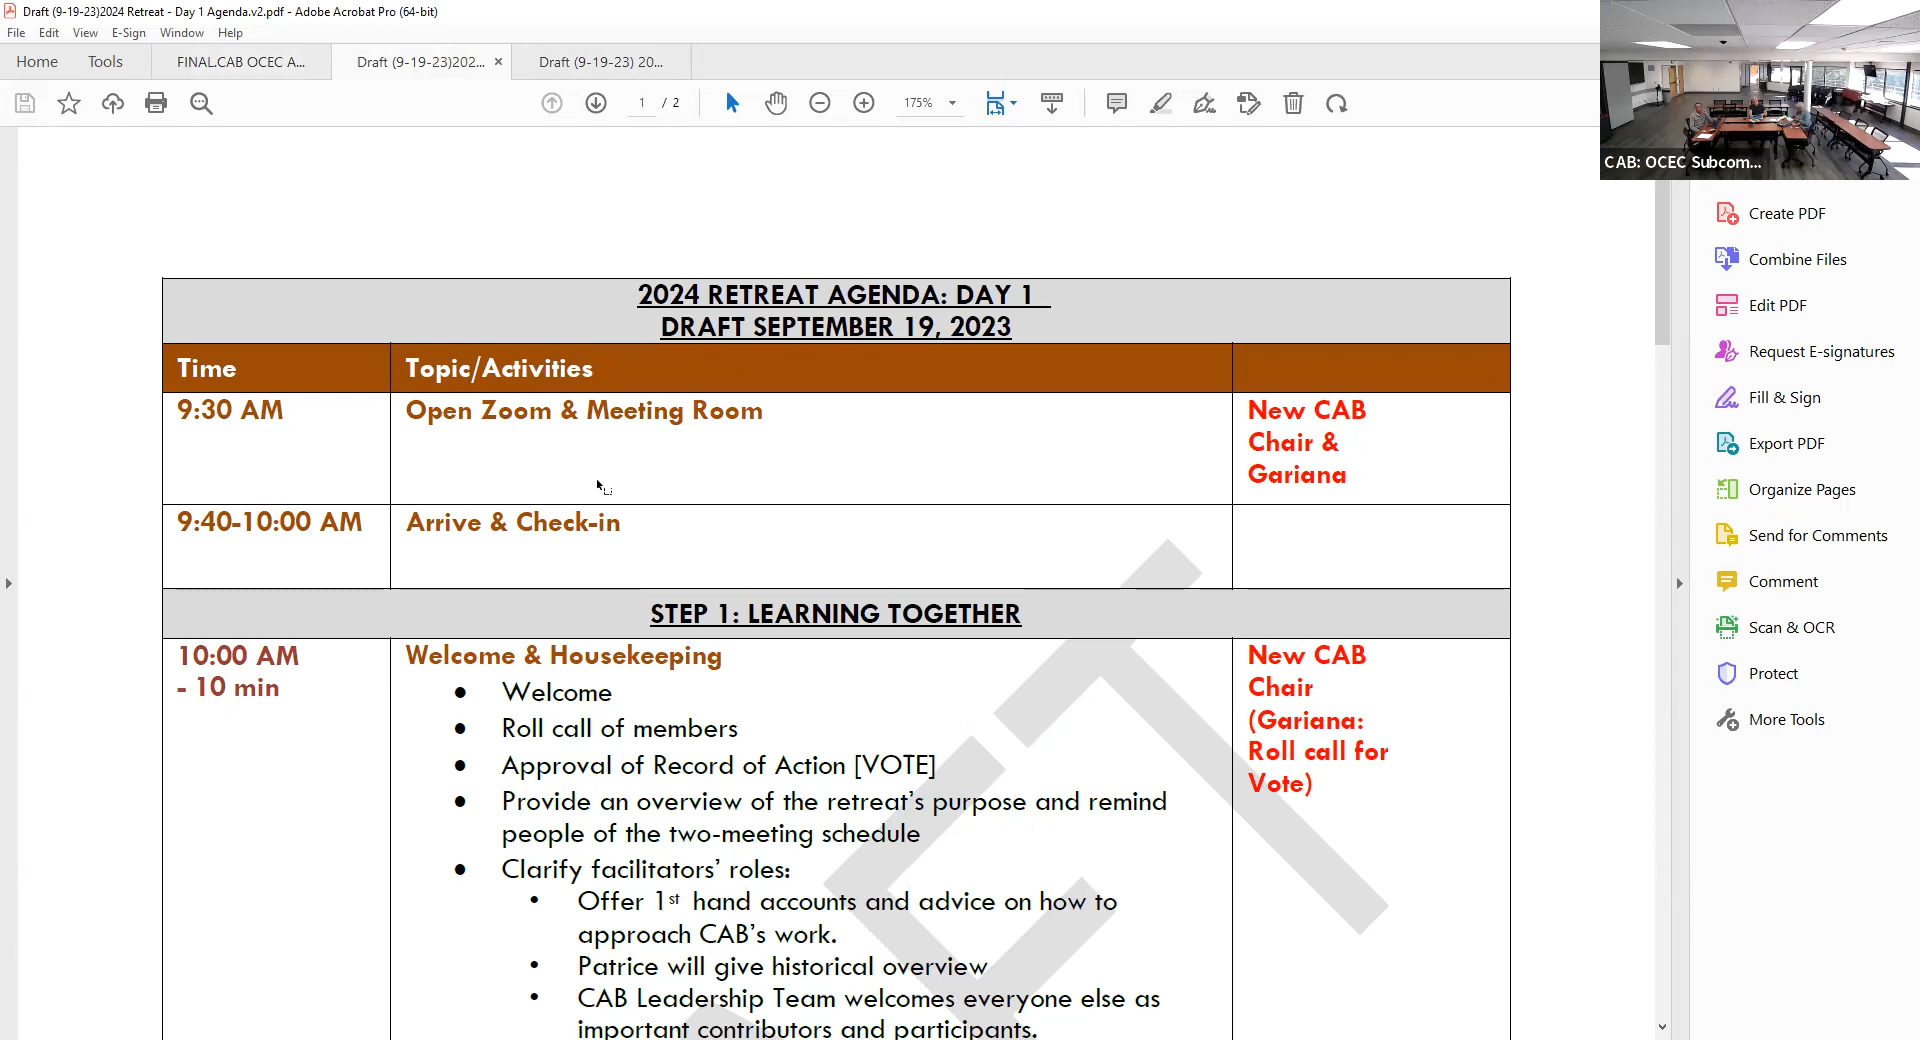 Draft (9-19-23)2024 Retreat - Day 1 Agenda.v2.pdf - Adobe Acrobat Pro (64-bit)
File Edit View E-Sign Window Help
Home Tools FINAL.CAB OCEC A... Draft (9-19-23)202... × Draft (9-19-23) 20...
1 / 2 175%
CAB: OCEC Subcom...
Create PDF
Combine Files
Edit PDF
Request E-signatures
Fill & Sign
Export PDF
Organize Pages
Send for Comments
Comment
Scan & OCR
Protect
More Tools
2024 RETREAT AGENDA: DAY 1
DRAFT SEPTEMBER 19, 2023
Time Topic/Activities
9:30 AM Open Zoom & Meeting Room New CAB
Chair &
Gariana
9:40-10:00 AM Arrive & Check-in
STEP 1: LEARNING TOGETHER
10:00 AM Welcome & Housekeeping New CAB
- 10 min • Welcome Chair
• Roll call of members (Gariana:
• Approval of Record of Action [VOTE] Roll call for
Vote)
• Provide an overview of the retreat's purpose and remind
people of the two-meeting schedule
• Clarify facilitators' roles:
• Offer 1st hand accounts and advice on how to
approach CAB's work.
• Patrice will give historical overview
• CAB Leadership Team welcomes everyone else as
important contributors and participants.